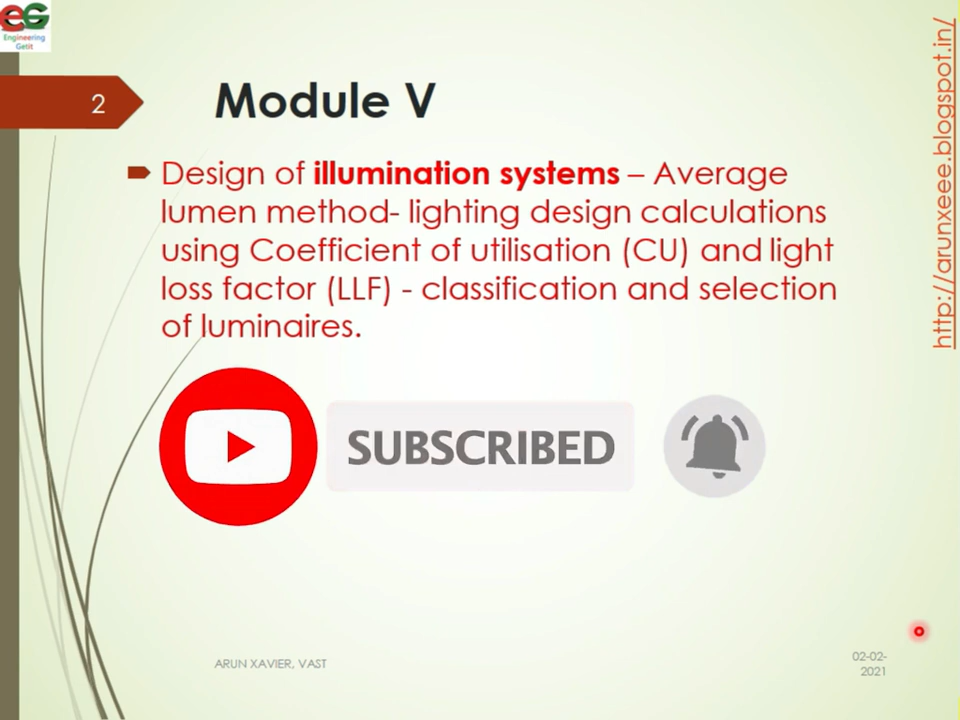 EG
Engineering
Getit
2
Module V
Design of illumination systems – Average
lumen method- lighting design calculations
using Coefficient of utilisation (CU) and light
loss factor (LLF) - classification and selection
of luminaires.
SUBSCRIBED
http://arunxeee.blogspot.in/
ARUN XAVIER, VAST
02-02-
2021